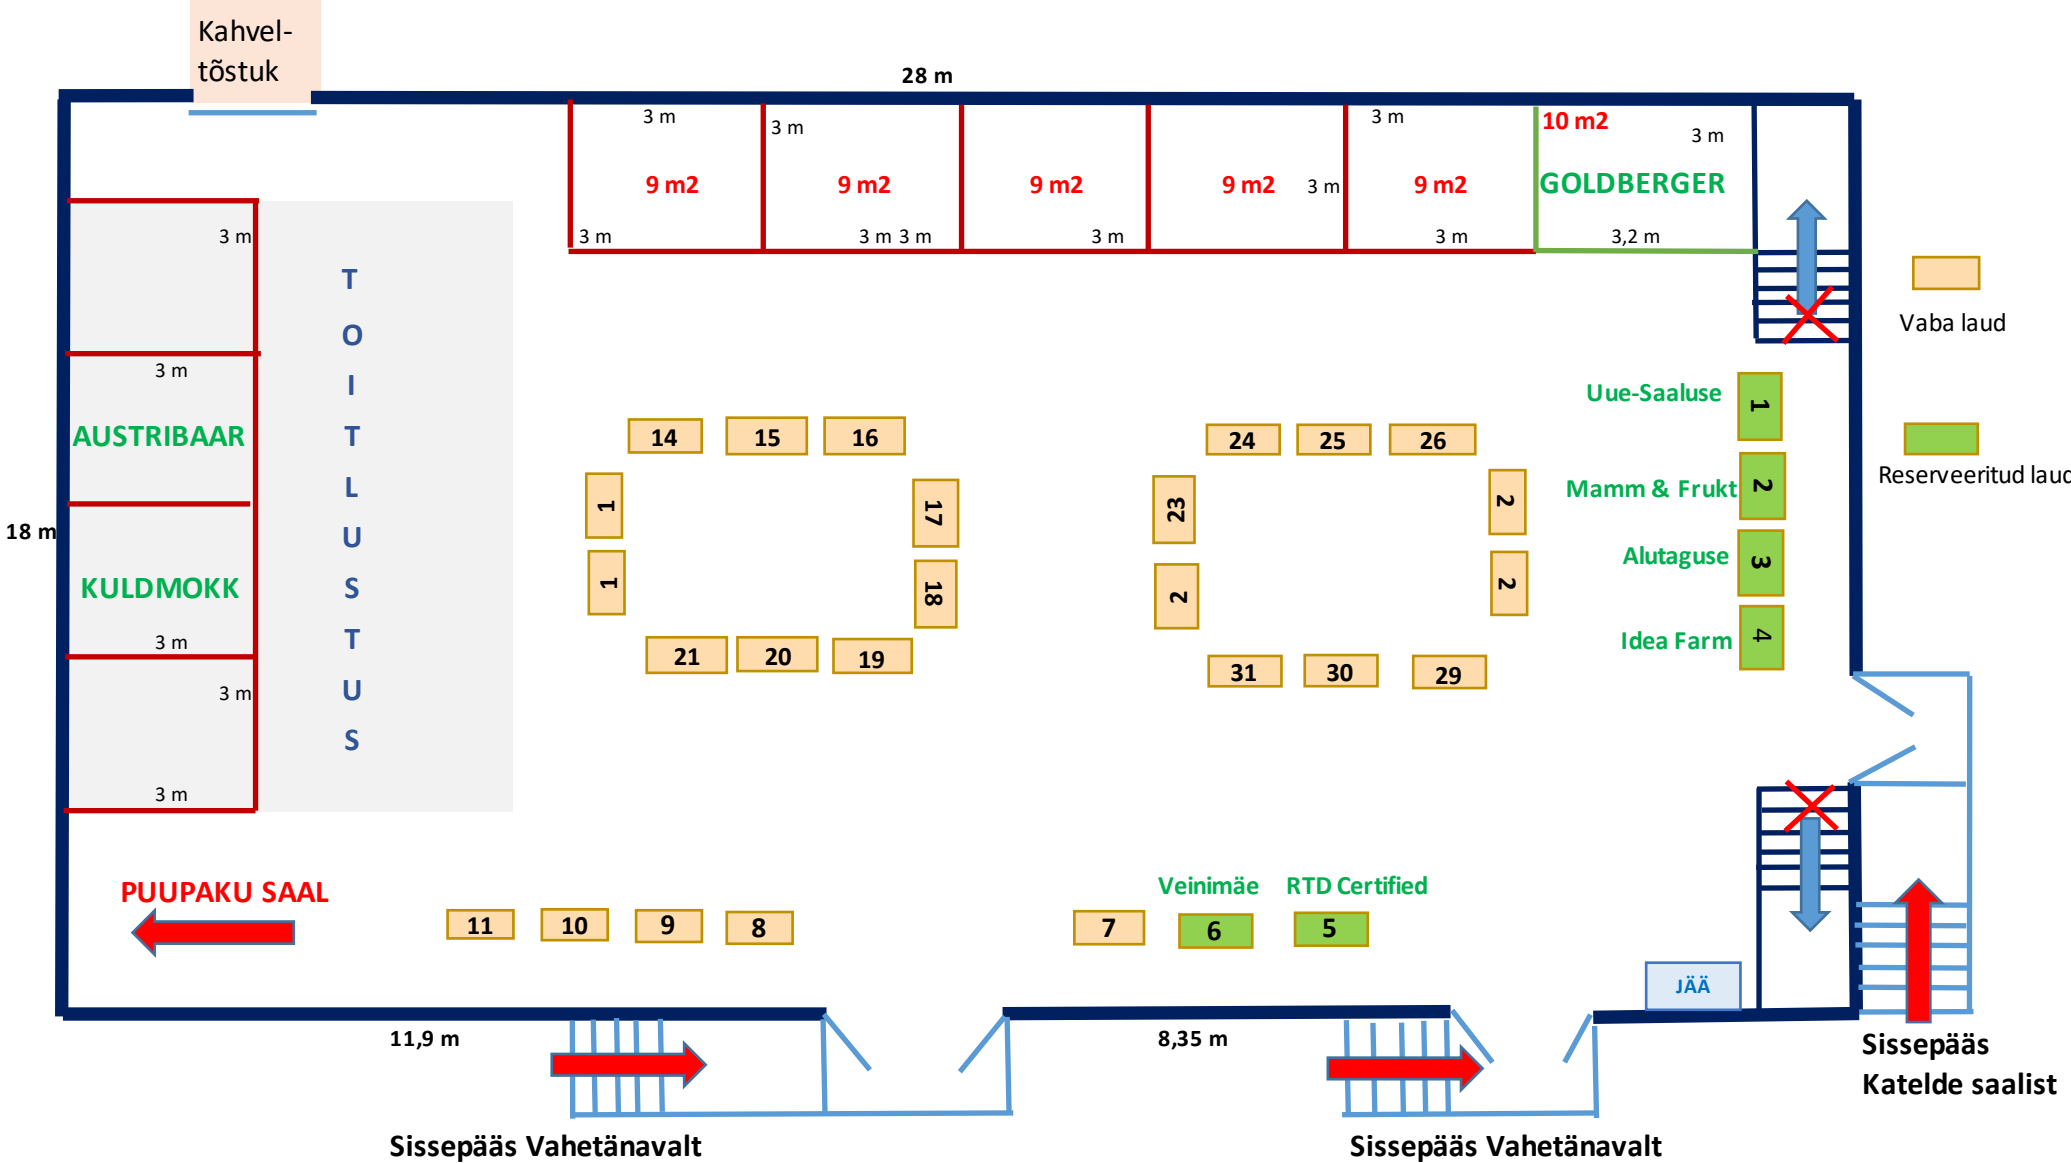 Kahvel-
tõstuk
28 m
3 m
3 m
3 m
10 m2
3 m
9 m2
9 m2
9 m2
9 m2
3 m
9 m2
GOLDBERGER
3 m
3 m 3 m
3 m
3 m
3,2 m
3 m
TOITLUSTUS
Vaba laud
3 m
AUSTRIBAAR
Reserveeritud laud
18 m
KULDMOKK
3 m
3 m
3 m
14
15
16
1
17
1
18
21
20
19
24
25
26
23
2
2
2
31
30
29
Uue-Saaluse
1
Mamm & Frukt
2
Alutaguse
3
Idea Farm
4
PUUPAKU SAAL
11
10
9
8
Veinimäe
RTD Certified
7
6
5
JÄÄ
11,9 m
8,35 m
Sissepääs
Katelde saalist
Sissepääs Vahetänavalt
Sissepääs Vahetänavalt